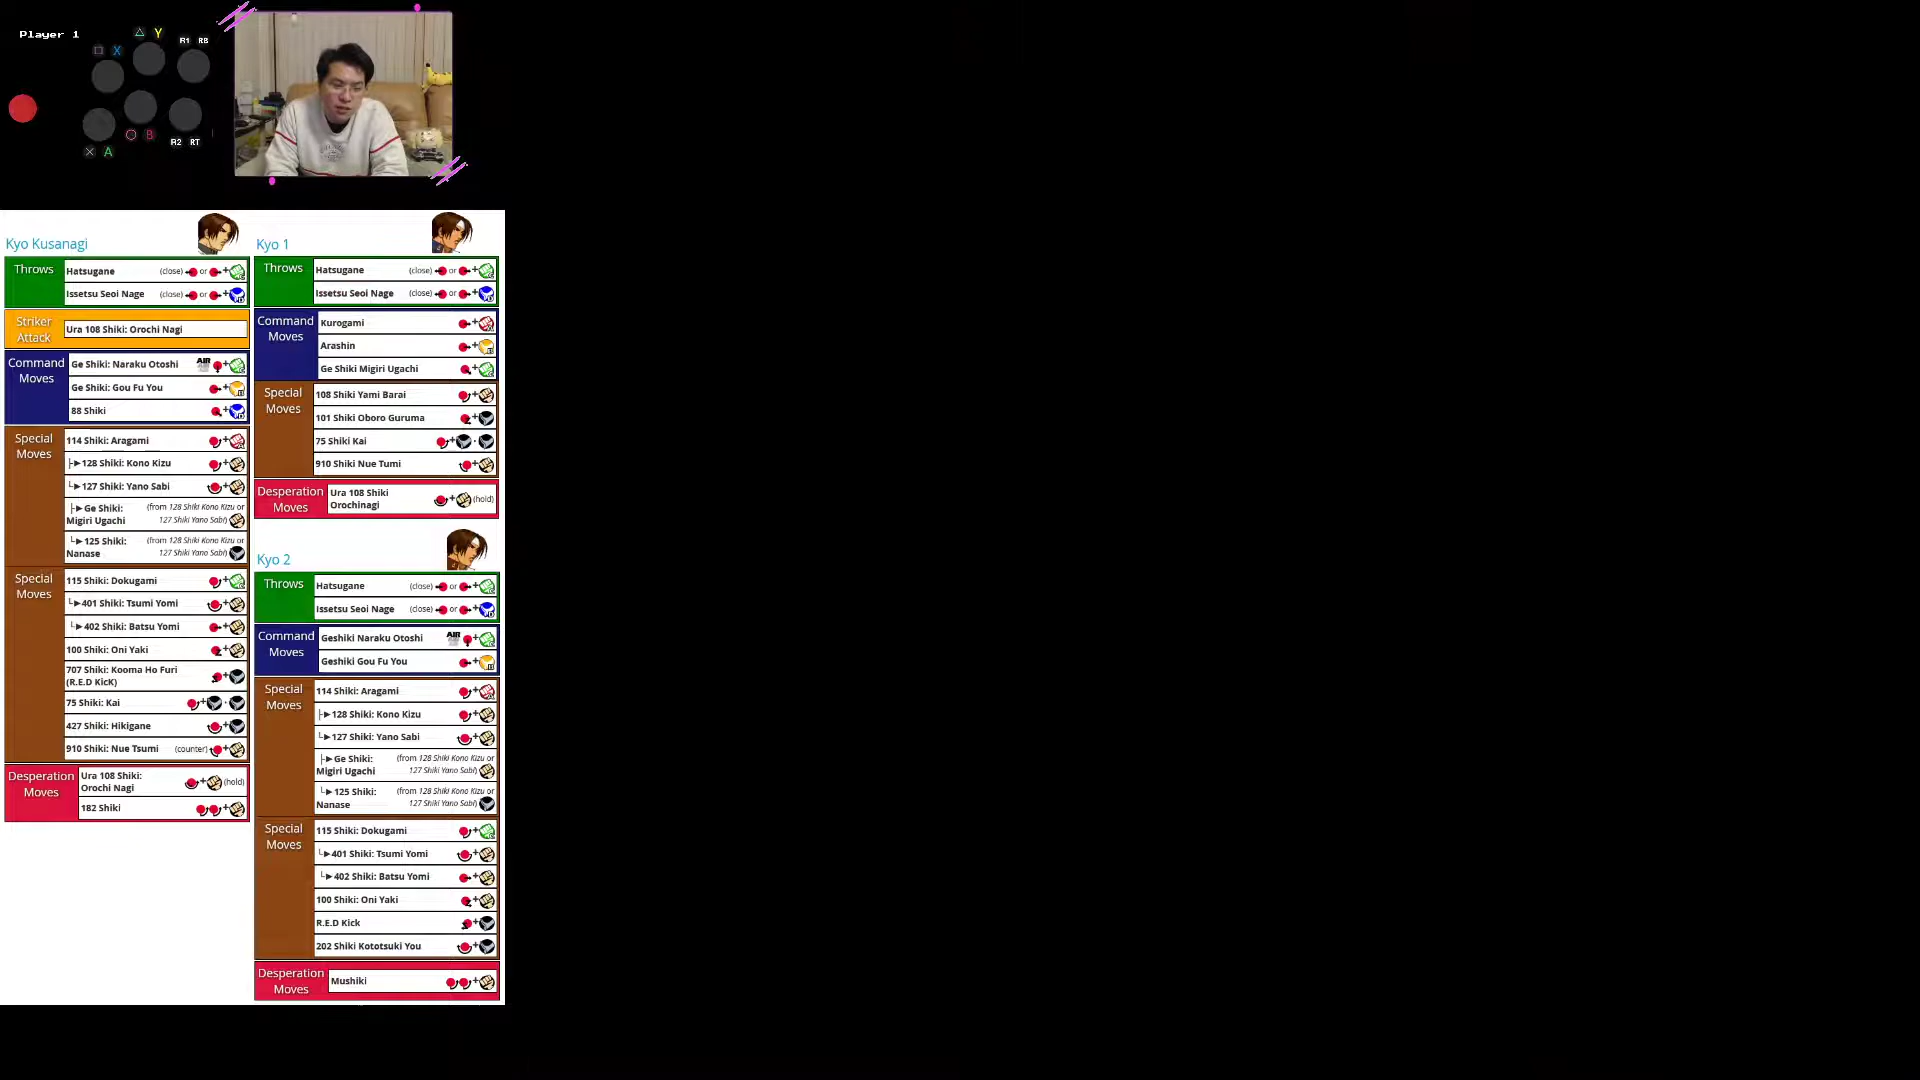 Player 1
△ Y
□ X
R1 RB
○ B
R2 RT
× A
Kyo Kusanagi
Throws
Hatsugane (close) or +
Issetsu Seoi Nage (close) or +
Striker Attack
Ura 108 Shiki: Orochi Nagi
Command Moves
Ge Shiki: Naraku Otoshi AIR +
Ge Shiki: Gou Fu You +
88 Shiki +
Special Moves
114 Shiki: Aragami +
├►128 Shiki: Kono Kizu +
└►127 Shiki: Yano Sabi +
├►Ge Shiki: Migiri Ugachi (from 128 Shiki Kono Kizu or 127 Shiki Yano Sabi)
└►125 Shiki: Nanase (from 128 Shiki Kono Kizu or 127 Shiki Yano Sabi)
Special Moves
115 Shiki: Dokugami +
└►401 Shiki: Tsumi Yomi +
└►402 Shiki: Batsu Yomi +
100 Shiki: Oni Yaki +
707 Shiki: Kooma Ho Furi (R.E.D KicK) +
75 Shiki: Kai + ·
427 Shiki: Hikigane +
910 Shiki: Nue Tsumi (counter) +
Desperation Moves
Ura 108 Shiki: Orochi Nagi + (hold)
182 Shiki +
Kyo 1
Throws
Hatsugane (close) or +
Issetsu Seoi Nage (close) or +
Command Moves
Kurogami +
Arashin +
Ge Shiki Migiri Ugachi +
Special Moves
108 Shiki Yami Barai +
101 Shiki Oboro Guruma +
75 Shiki Kai + ·
910 Shiki Nue Tumi +
Desperation Moves
Ura 108 Shiki Orochinagi + (hold)
Kyo 2
Throws
Hatsugane (close) or +
Issetsu Seoi Nage (close) or +
Command Moves
Geshiki Naraku Otoshi AIR +
Geshiki Gou Fu You +
Special Moves
114 Shiki: Aragami +
├►128 Shiki: Kono Kizu +
└►127 Shiki: Yano Sabi +
├►Ge Shiki: Migiri Ugachi (from 128 Shiki Kono Kizu or 127 Shiki Yano Sabi)
└►125 Shiki: Nanase (from 128 Shiki Kono Kizu or 127 Shiki Yano Sabi)
Special Moves
115 Shiki: Dokugami +
└►401 Shiki: Tsumi Yomi +
└►402 Shiki: Batsu Yomi +
100 Shiki: Oni Yaki +
R.E.D Kick +
202 Shiki Kototsuki You +
Desperation Moves
Mushiki +